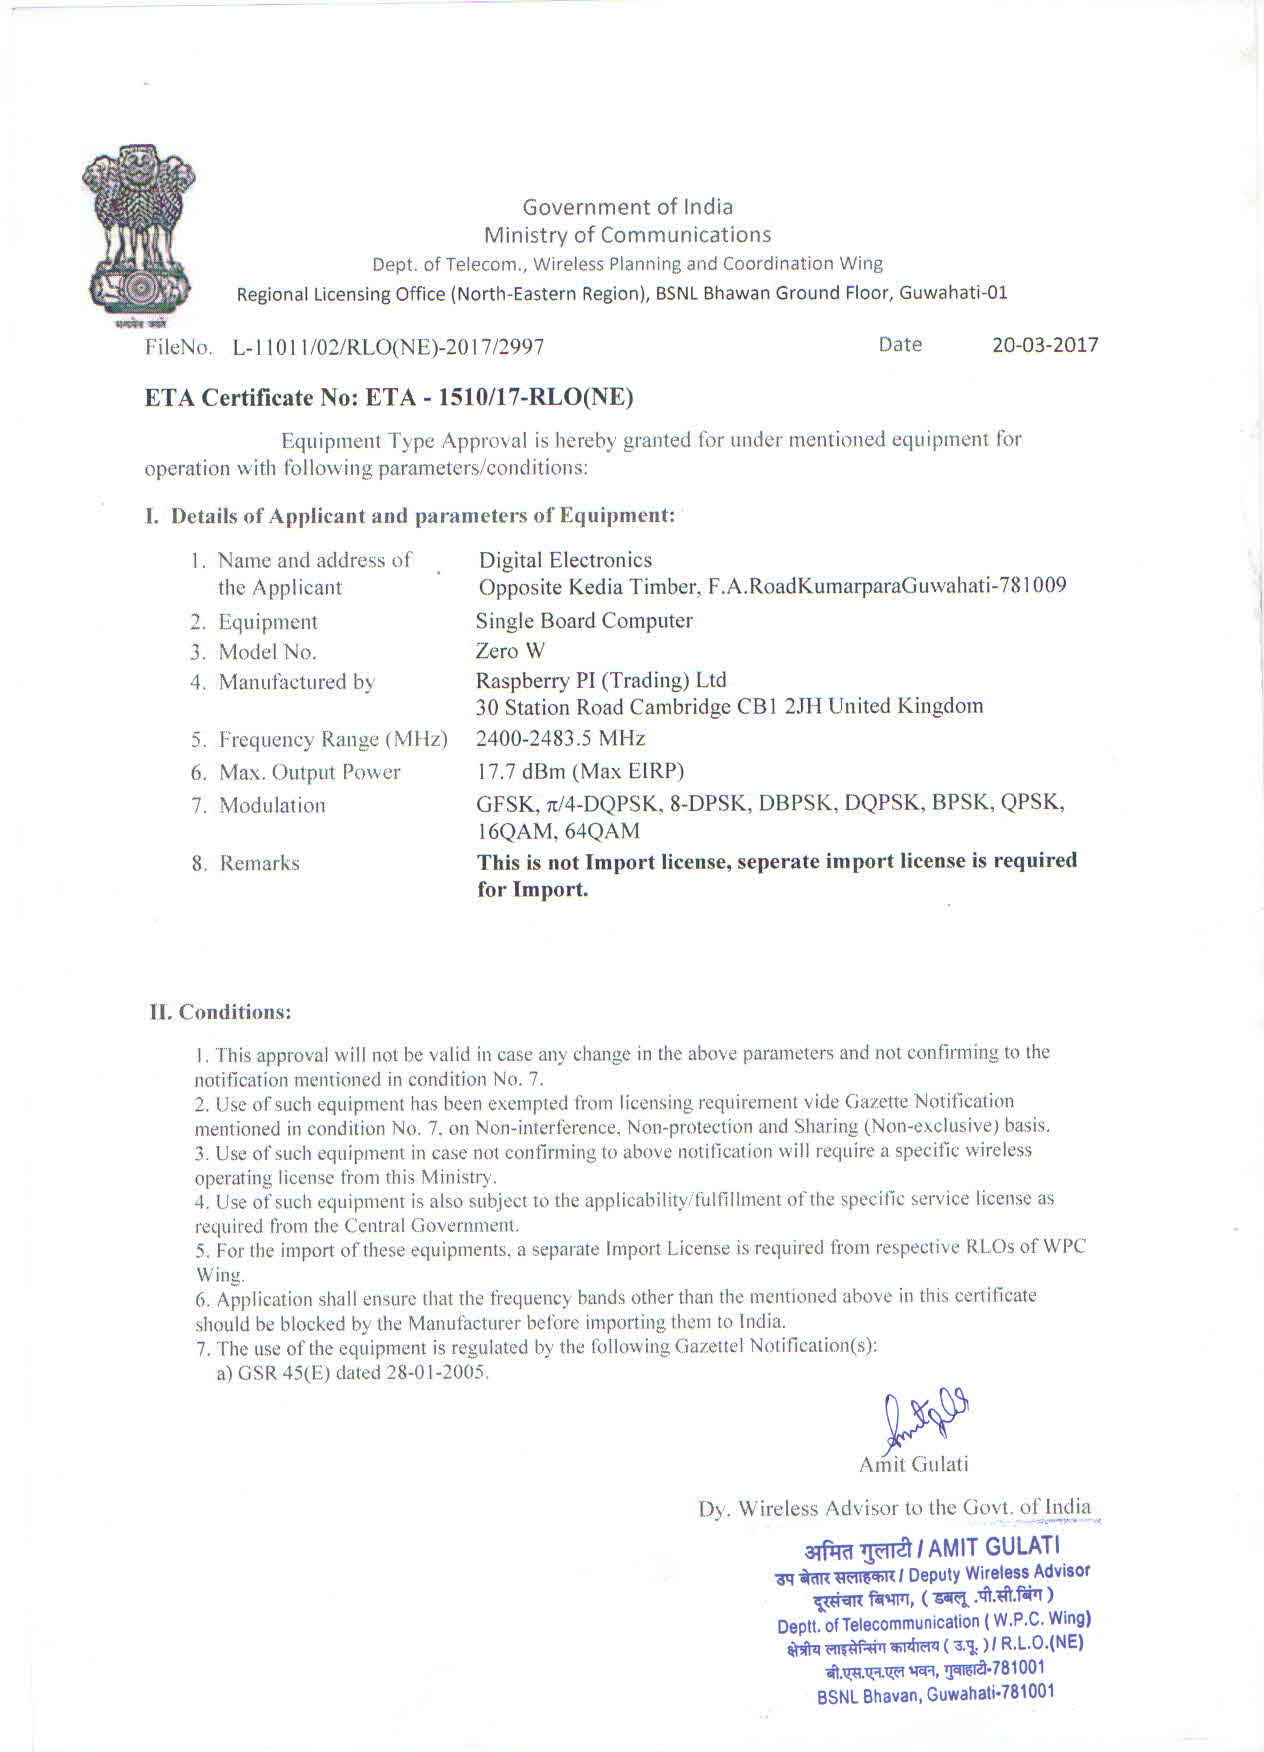 सत्यमेव जयते
Government of India
Ministry of Communications
Dept. of Telecom., Wireless Planning and Coordination Wing
Regional Licensing Office (North-Eastern Region), BSNL Bhawan Ground Floor, Guwahati-01
FileNo. L-11011/02/RLO(NE)-2017/2997 Date 20-03-2017
ETA Certificate No: ETA - 1510/17-RLO(NE)
Equipment Type Approval is hereby granted for under mentioned equipment for
operation with following parameters/conditions:
I. Details of Applicant and parameters of Equipment:
1. Name and address of Digital Electronics
the Applicant Opposite Kedia Timber, F.A.RoadKumarparaGuwahati-781009
2. Equipment Single Board Computer
3. Model No. Zero W
4. Manufactured by Raspberry PI (Trading) Ltd
30 Station Road Cambridge CB1 2JH United Kingdom
5. Frequency Range (MHz) 2400-2483.5 MHz
6. Max. Output Power 17.7 dBm (Max EIRP)
7. Modulation GFSK, π/4-DQPSK, 8-DPSK, DBPSK, DQPSK, BPSK, QPSK,
16QAM, 64QAM
8. Remarks This is not Import license, seperate import license is required
for Import.
II. Conditions:
1. This approval will not be valid in case any change in the above parameters and not confirming to the
notification mentioned in condition No. 7.
2. Use of such equipment has been exempted from licensing requirement vide Gazette Notification
mentioned in condition No. 7, on Non-interference, Non-protection and Sharing (Non-exclusive) basis.
3. Use of such equipment in case not confirming to above notification will require a specific wireless
operating license from this Ministry.
4. Use of such equipment is also subject to the applicability/fulfillment of the specific service license as
required from the Central Government.
5. For the import of these equipments, a separate Import License is required from respective RLOs of WPC
Wing.
6. Application shall ensure that the frequency bands other than the mentioned above in this certificate
should be blocked by the Manufacturer before importing them to India.
7. The use of the equipment is regulated by the following Gazettel Notification(s):
a) GSR 45(E) dated 28-01-2005.
Amit Gulati
Dy. Wireless Advisor to the Govt. of India
अमित गुलाटी / AMIT GULATI
उप बेतार सलाहकार / Deputy Wireless Advisor
दूरसंचार विभाग, ( डबलू .पी.सी.बिंग )
Deptt. of Telecommunication ( W.P.C. Wing)
क्षेत्रीय लाइसेन्सिंग कार्यालय ( उ.पू. ) / R.L.O.(NE)
बी.एस.एन.एल भवन, गुवाहाटी-781001
BSNL Bhavan, Guwahati-781001